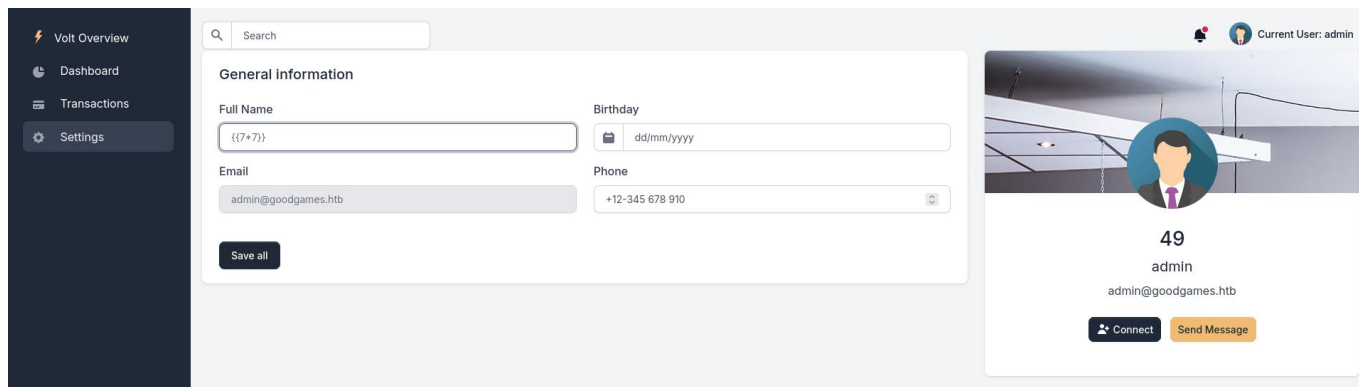 Volt Overview
Dashboard
Transactions
Settings
Search
Current User: admin
General information
Full Name
{{7*7}}
Birthday
dd/mm/yyyy
Email
admin@goodgames.htb
Phone
+12-345 678 910
Save all
49
admin
admin@goodgames.htb
Connect
Send Message